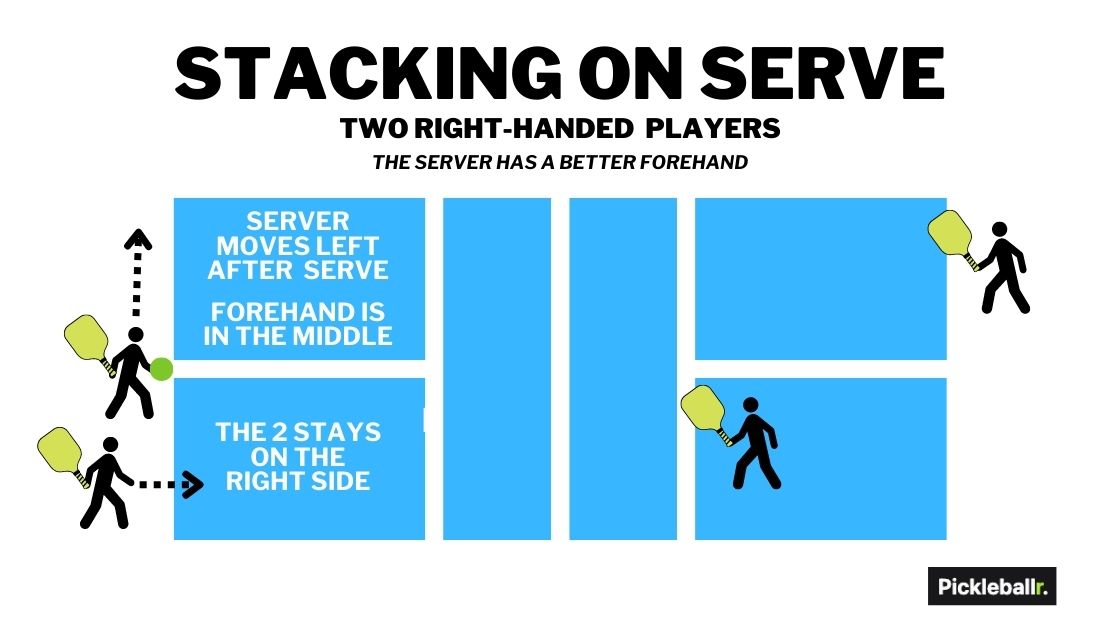 STACKING ON SERVE
TWO RIGHT-HANDED PLAYERS
THE SERVER HAS A BETTER FOREHAND
SERVER
MOVES LEFT
AFTER SERVE
FOREHAND IS
IN THE MIDDLE
THE 2 STAYS
ON THE
RIGHT SIDE
Pickleballr.